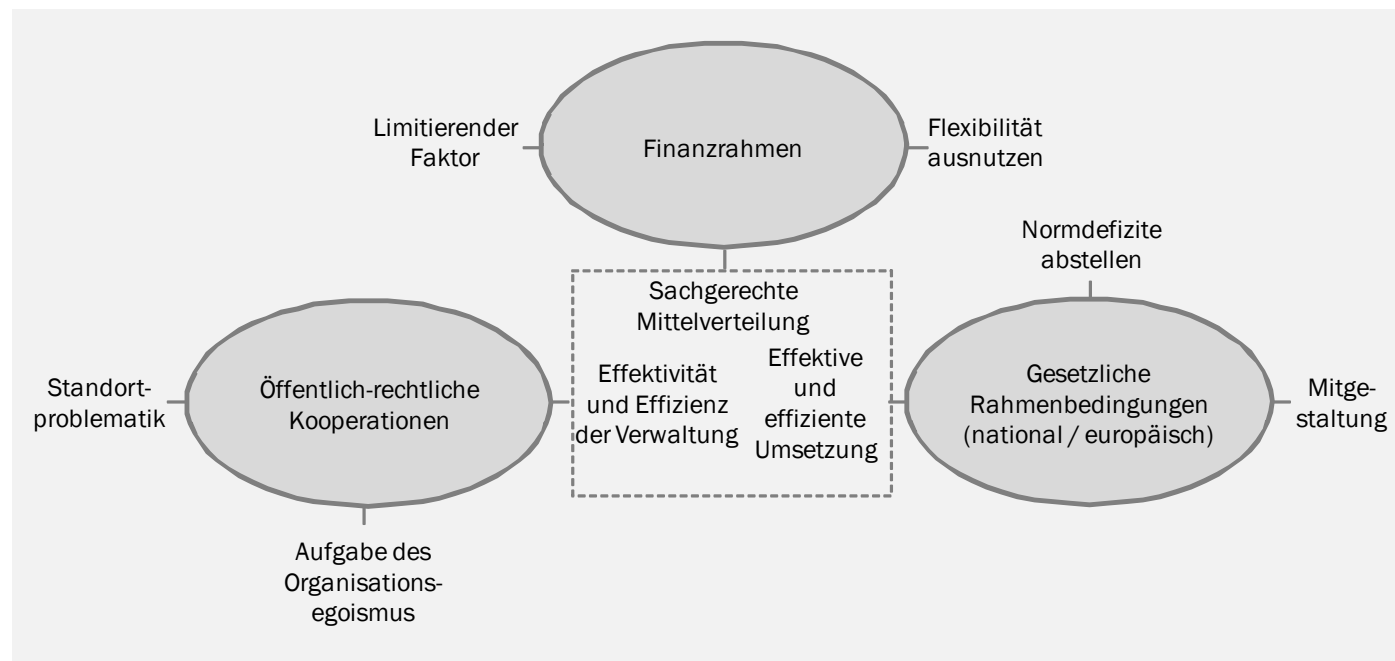 Limitierender
Faktor
Finanzrahmen
Flexibilität
ausnutzen
Normdefizite
abstellen
Sachgerechte
Mittelverteilung
Standort-
problematik
Öffentlich-rechtliche
Kooperationen
Effektivität
und Effizienz
der Verwaltung
Effektive
und
effiziente
Umsetzung
Gesetzliche
Rahmenbedingungen
(national / europäisch)
Mitge-
staltung
Aufgabe des
Organisations-
egoismus